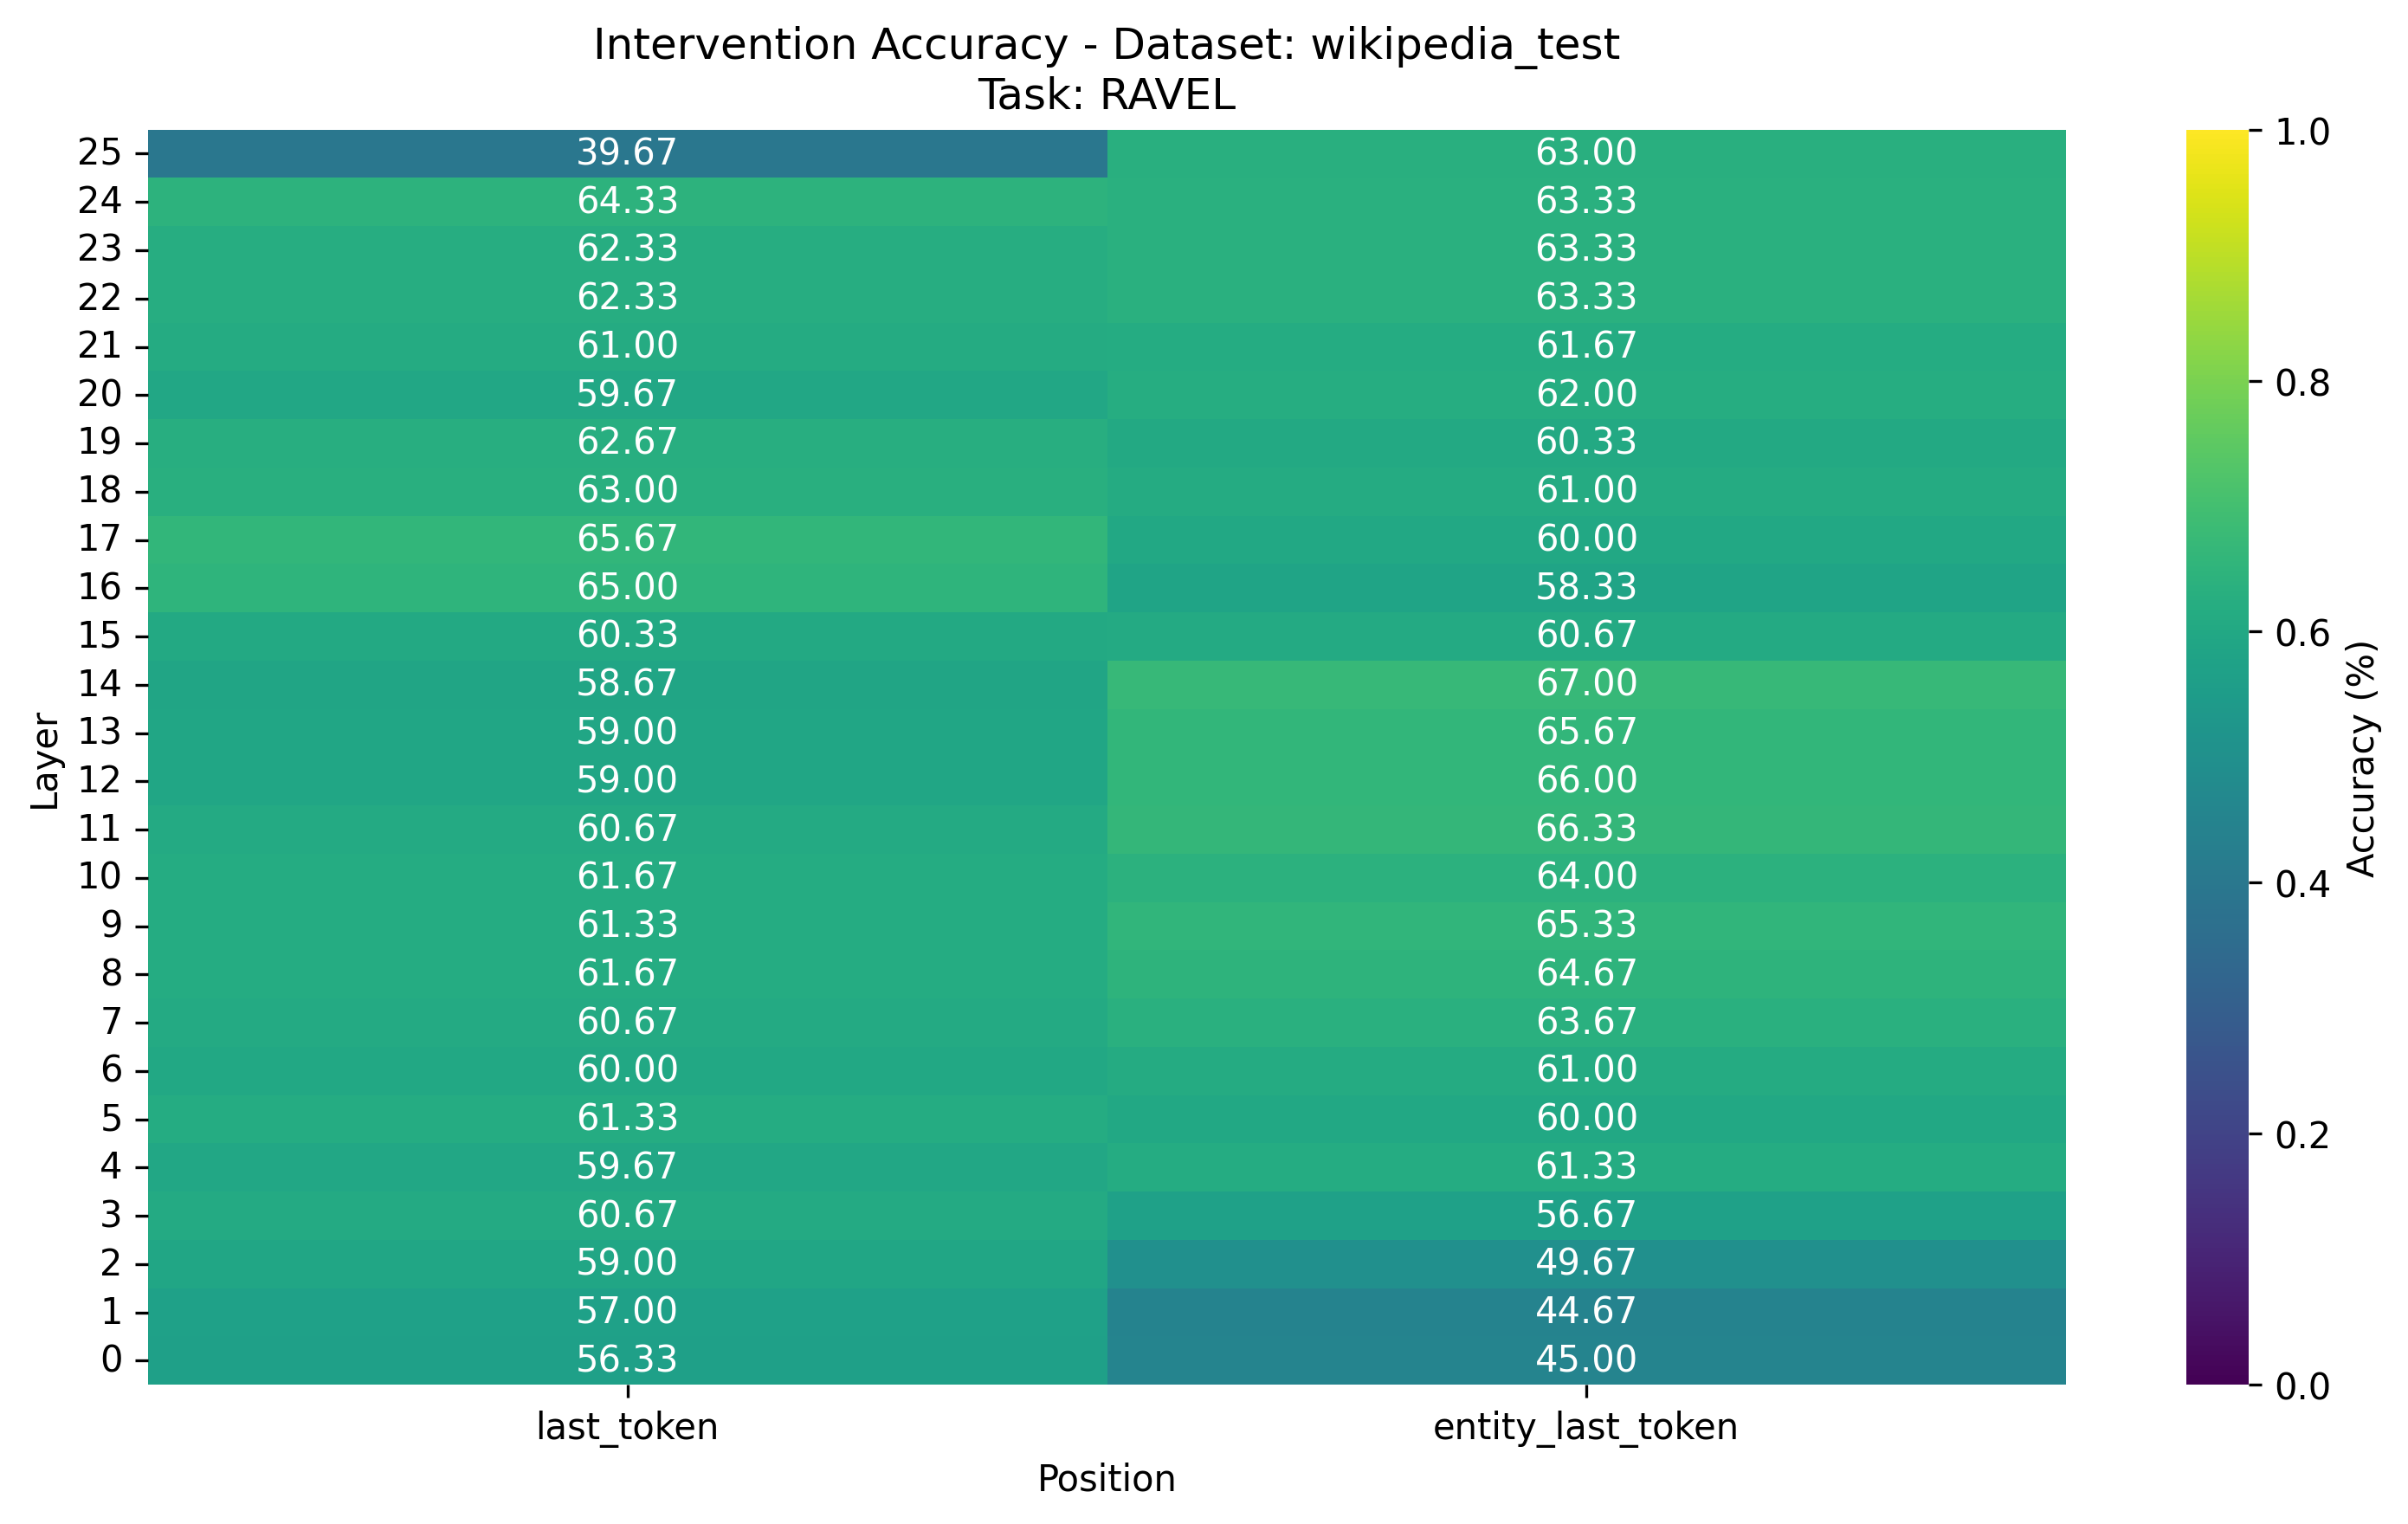 Intervention Accuracy - Dataset: wikipedia_test
Task: RAVEL
25 39.67 63.00
24 64.33 63.33
23 62.33 63.33
22 62.33 63.33
21 61.00 61.67
20 59.67 62.00
19 62.67 60.33
18 63.00 61.00
17 65.67 60.00
16 65.00 58.33
15 60.33 60.67
14 58.67 67.00
13 59.00 65.67
12 59.00 66.00
11 60.67 66.33
10 61.67 64.00
9 61.33 65.33
8 61.67 64.67
7 60.67 63.67
6 60.00 61.00
5 61.33 60.00
4 59.67 61.33
3 60.67 56.67
2 59.00 49.67
1 57.00 44.67
0 56.33 45.00
last_token entity_last_token
Position
Layer
1.0
0.8
0.6
0.4
0.2
0.0
Accuracy (%)